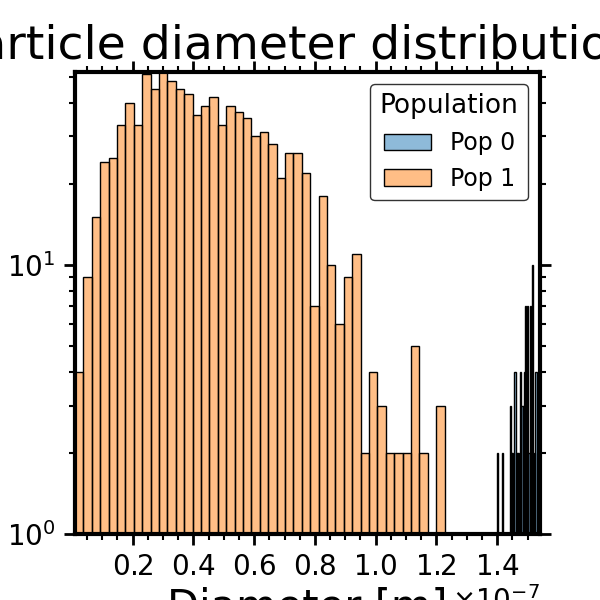 article diameter distributio
Population
Pop 0
Pop 1
10¹
10⁰
0.2 0.4 0.6 0.8 1.0 1.2 1.4
Diameter [m] ×10⁻⁷